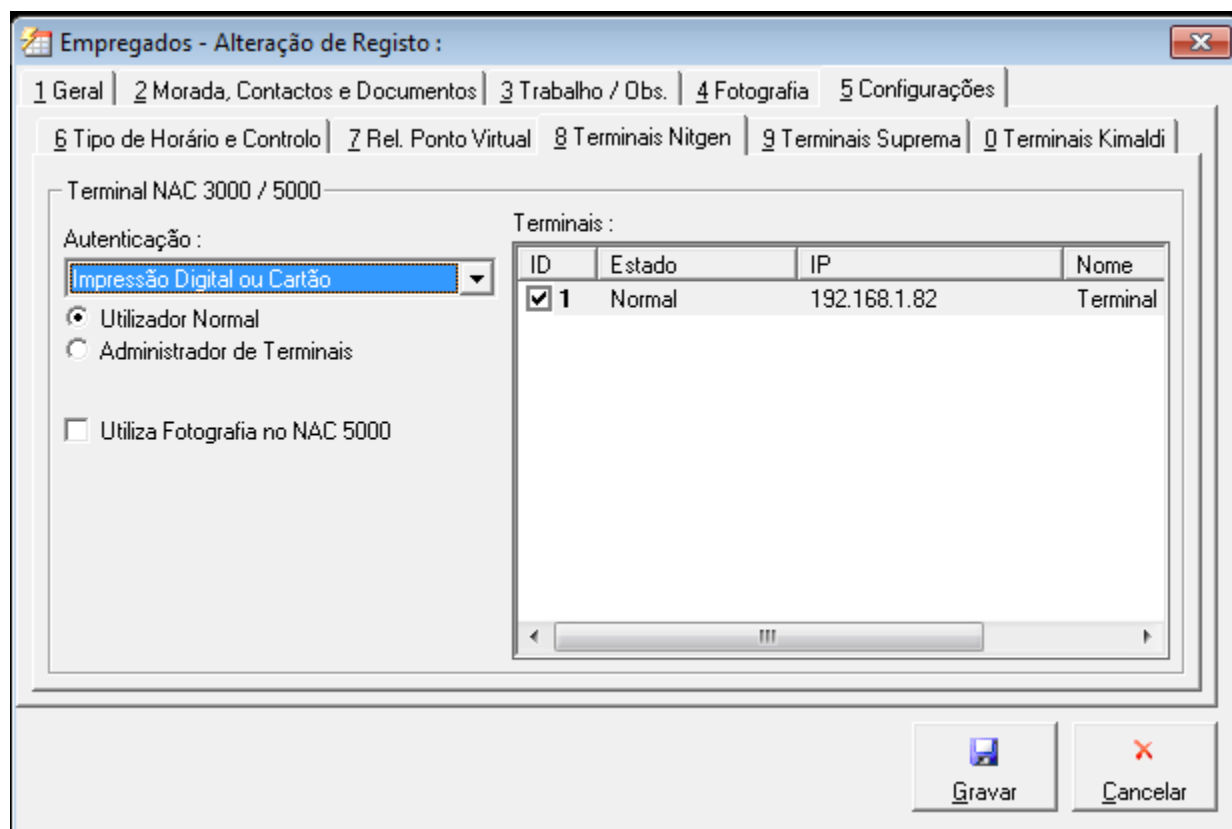 Empregados - Alteração de Registo :
1 Geral 2 Morada, Contactos e Documentos 3 Trabalho / Obs. 4 Fotografia 5 Configurações
6 Tipo de Horário e Controlo 7 Rel. Ponto Virtual 8 Terminais Nitgen 9 Terminais Suprema 0 Terminais Kimaldi
Terminal NAC 3000 / 5000
Autenticação :
Impressão Digital ou Cartão
Utilizador Normal
Administrador de Terminais
Utiliza Fotografia no NAC 5000
Terminais :
ID Estado IP Nome
1 Normal 192.168.1.82 Terminal
Gravar Cancelar